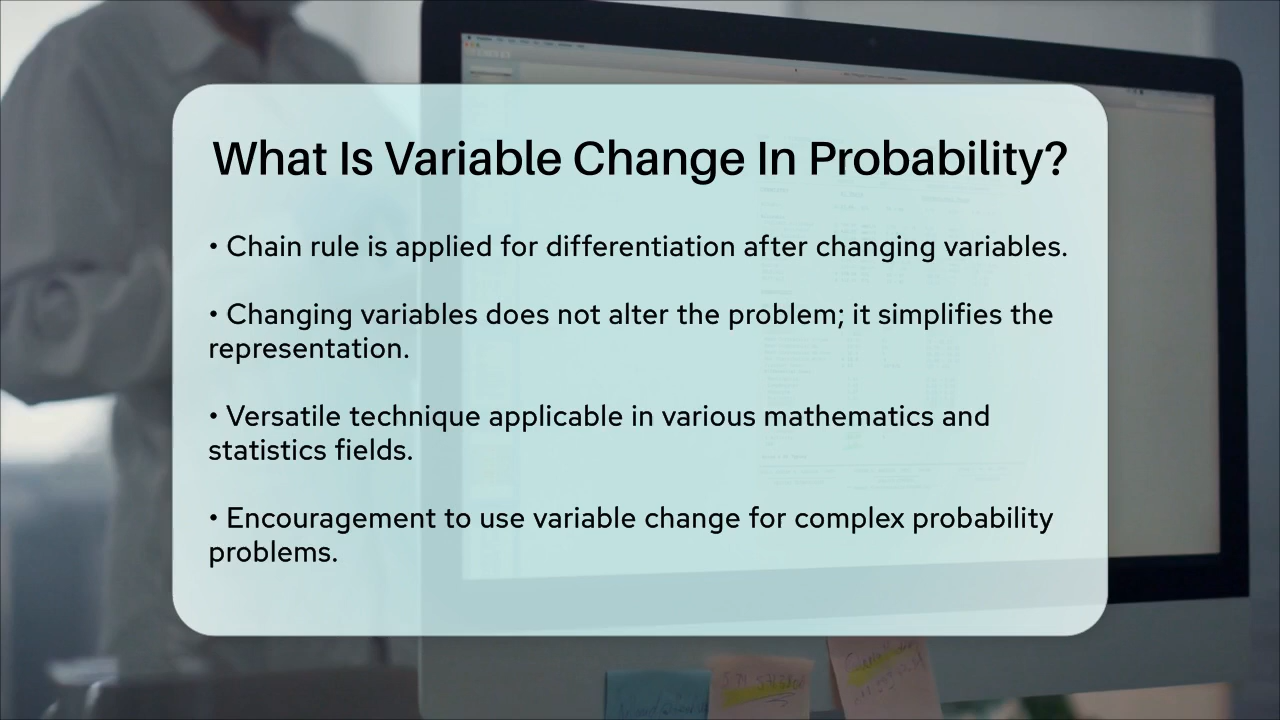 What Is Variable Change In Probability?
• Chain rule is applied for differentiation after changing variables.
• Changing variables does not alter the problem; it simplifies the
representation.
• Versatile technique applicable in various mathematics and
statistics fields.
• Encouragement to use variable change for complex probability
problems.